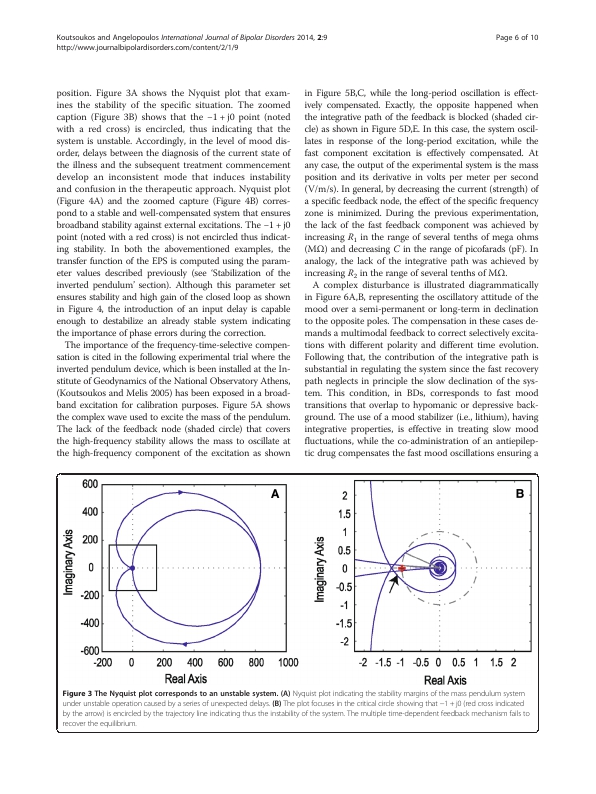 Koutsoukos and Angelopoulos International Journal of Bipolar Disorders 2014, 2:9
Page 6 of 10
http://www.journalbipolardisorders.com/content/2/1/9
position. Figure 3A shows the Nyquist plot that exam-
ines the stability of the specific situation. The zoomed
caption (Figure 3B) shows that the −1 + j0 point (noted
with a red cross) is encircled, thus indicating that the
system is unstable. Accordingly, in the level of mood dis-
order, delays between the diagnosis of the current state of
the illness and the subsequent treatment commencement
develop an inconsistent mode that induces instability
and confusion in the therapeutic approach. Nyquist plot
(Figure 4A) and the zoomed capture (Figure 4B) corres-
pond to a stable and well-compensated system that ensures
broadband stability against external excitations. The −1 + j0
point (noted with a red cross) is not encircled thus indicat-
ing stability. In both the abovementioned examples, the
transfer function of the EPS is computed using the param-
eter values described previously (see 'Stabilization of the
inverted pendulum' section). Although this parameter set
ensures stability and high gain of the closed loop as shown
in Figure 4, the introduction of an input delay is capable
enough to destabilize an already stable system indicating
the importance of phase errors during the correction.
The importance of the frequency-time-selective compen-
sation is cited in the following experimental trial where the
inverted pendulum device, which is been installed at the In-
stitute of Geodynamics of the National Observatory Athens,
(Koutsoukos and Melis 2005) has been exposed in a broad-
band excitation for calibration purposes. Figure 5A shows
the complex wave used to excite the mass of the pendulum.
The lack of the feedback node (shaded circle) that covers
the high-frequency stability allows the mass to oscillate at
the high-frequency component of the excitation as shown
in Figure 5B,C, while the long-period oscillation is effect-
ively compensated. Exactly, the opposite happened when
the integrative path of the feedback is blocked (shaded cir-
cle) as shown in Figure 5D,E. In this case, the system oscil-
lates in response of the long-period excitation, while the
fast component excitation is effectively compensated. At
any case, the output of the experimental system is the mass
position and its derivative in volts per meter per second
(V/m/s). In general, by decreasing the current (strength) of
a specific feedback node, the effect of the specific frequency
zone is minimized. During the previous experimentation,
the lack of the fast feedback component was achieved by
increasing R1 in the range of several tenths of mega ohms
(MΩ) and decreasing C in the range of picofarads (pF). In
analogy, the lack of the integrative path was achieved by
increasing R2 in the range of several tenths of MΩ.
A complex disturbance is illustrated diagrammatically
in Figure 6A,B, representing the oscillatory attitude of the
mood over a semi-permanent or long-term in declination
to the opposite poles. The compensation in these cases de-
mands a multimodal feedback to correct selectively excita-
tions with different polarity and different time evolution.
Following that, the contribution of the integrative path is
substantial in regulating the system since the fast recovery
path neglects in principle the slow declination of the sys-
tem. This condition, in BDs, corresponds to fast mood
transitions that overlap to hypomanic or depressive back-
ground. The use of a mood stabilizer (i.e., lithium), having
integrative properties, is effective in treating slow mood
fluctuations, while the co-administration of an antiepilep-
tic drug compensates the fast mood oscillations ensuring a
A
600
400
200
0
-200
-400
-600
Imaginary Axis
-200 0 200 400 600 800 1000
Real Axis
B
2
1.5
1
0.5
0
-0.5
-1
-1.5
-2
Imaginary Axis
-2 -1.5 -1 -0.5 0 0.5 1 1.5 2
Real Axis
Figure 3 The Nyquist plot corresponds to an unstable system. (A) Nyquist plot indicating the stability margins of the mass pendulum system
under unstable operation caused by a series of unexpected delays. (B) The plot focuses in the critical circle showing that −1 + j0 (red cross indicated
by the arrow) is encircled by the trajectory line indicating thus the instability of the system. The multiple time-dependent feedback mechanism fails to
recover the equilibrium.